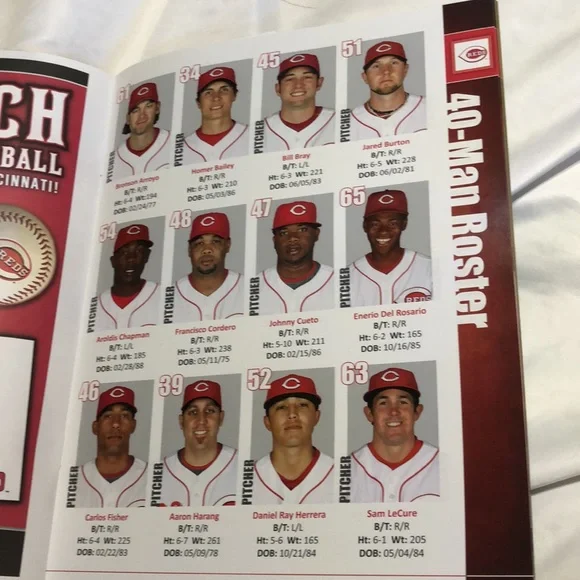 CH
BALL
CINCINNATI!
REDS
REDS
40-Man Roster
61
PITCHER
Bronson Arroyo
B/T: R/R
Ht: 6-4 Wt: 194
DOB: 02/24/77
34
PITCHER
Homer Bailey
B/T: R/R
Ht: 6-3 Wt: 210
DOB: 05/03/86
45
PITCHER
Bill Bray
B/T: L/L
Ht: 6-3 Wt: 221
DOB: 06/05/83
51
PITCHER
Jared Burton
B/T: R/R
Ht: 6-5 Wt: 228
DOB: 06/02/81
54
PITCHER
Aroldis Chapman
B/T: L/L
Ht: 6-4 Wt: 185
DOB: 02/28/88
48
PITCHER
Francisco Cordero
B/T: R/R
Ht: 6-3 Wt: 238
DOB: 05/11/75
47
PITCHER
Johnny Cueto
B/T: R/R
Ht: 5-10 Wt: 211
DOB: 02/15/86
65
PITCHER
Enerio Del Rosario
B/T: R/R
Ht: 6-2 Wt: 165
DOB: 10/16/85
46
PITCHER
Carlos Fisher
B/T: R/R
Ht: 6-4 Wt: 225
DOB: 02/22/83
39
PITCHER
Aaron Harang
B/T: R/R
Ht: 6-7 Wt: 261
DOB: 05/09/78
52
PITCHER
Daniel Ray Herrera
B/T: L/L
Ht: 5-6 Wt: 165
DOB: 10/21/84
63
PITCHER
Sam LeCure
B/T: R/R
Ht: 6-1 Wt: 205
DOB: 05/04/84